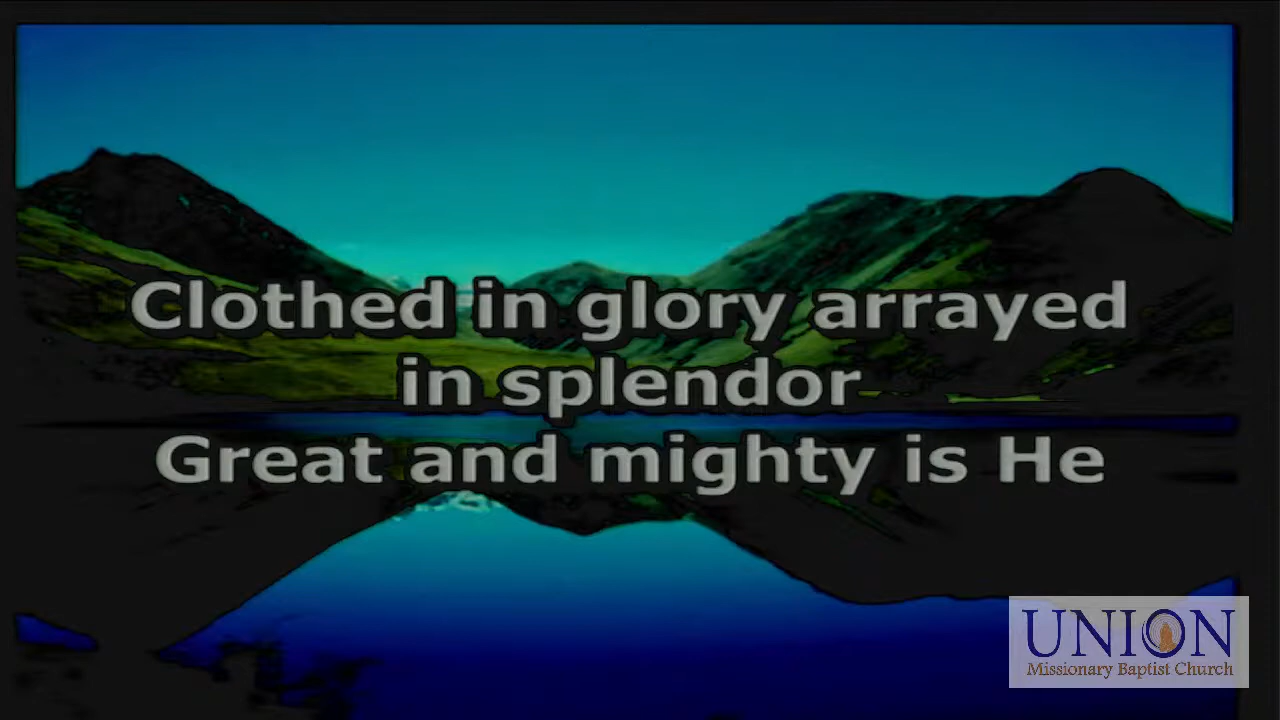 Clothed in glory arrayed
in splendor
Great and mighty is He
UNION
Missionary Baptist Church